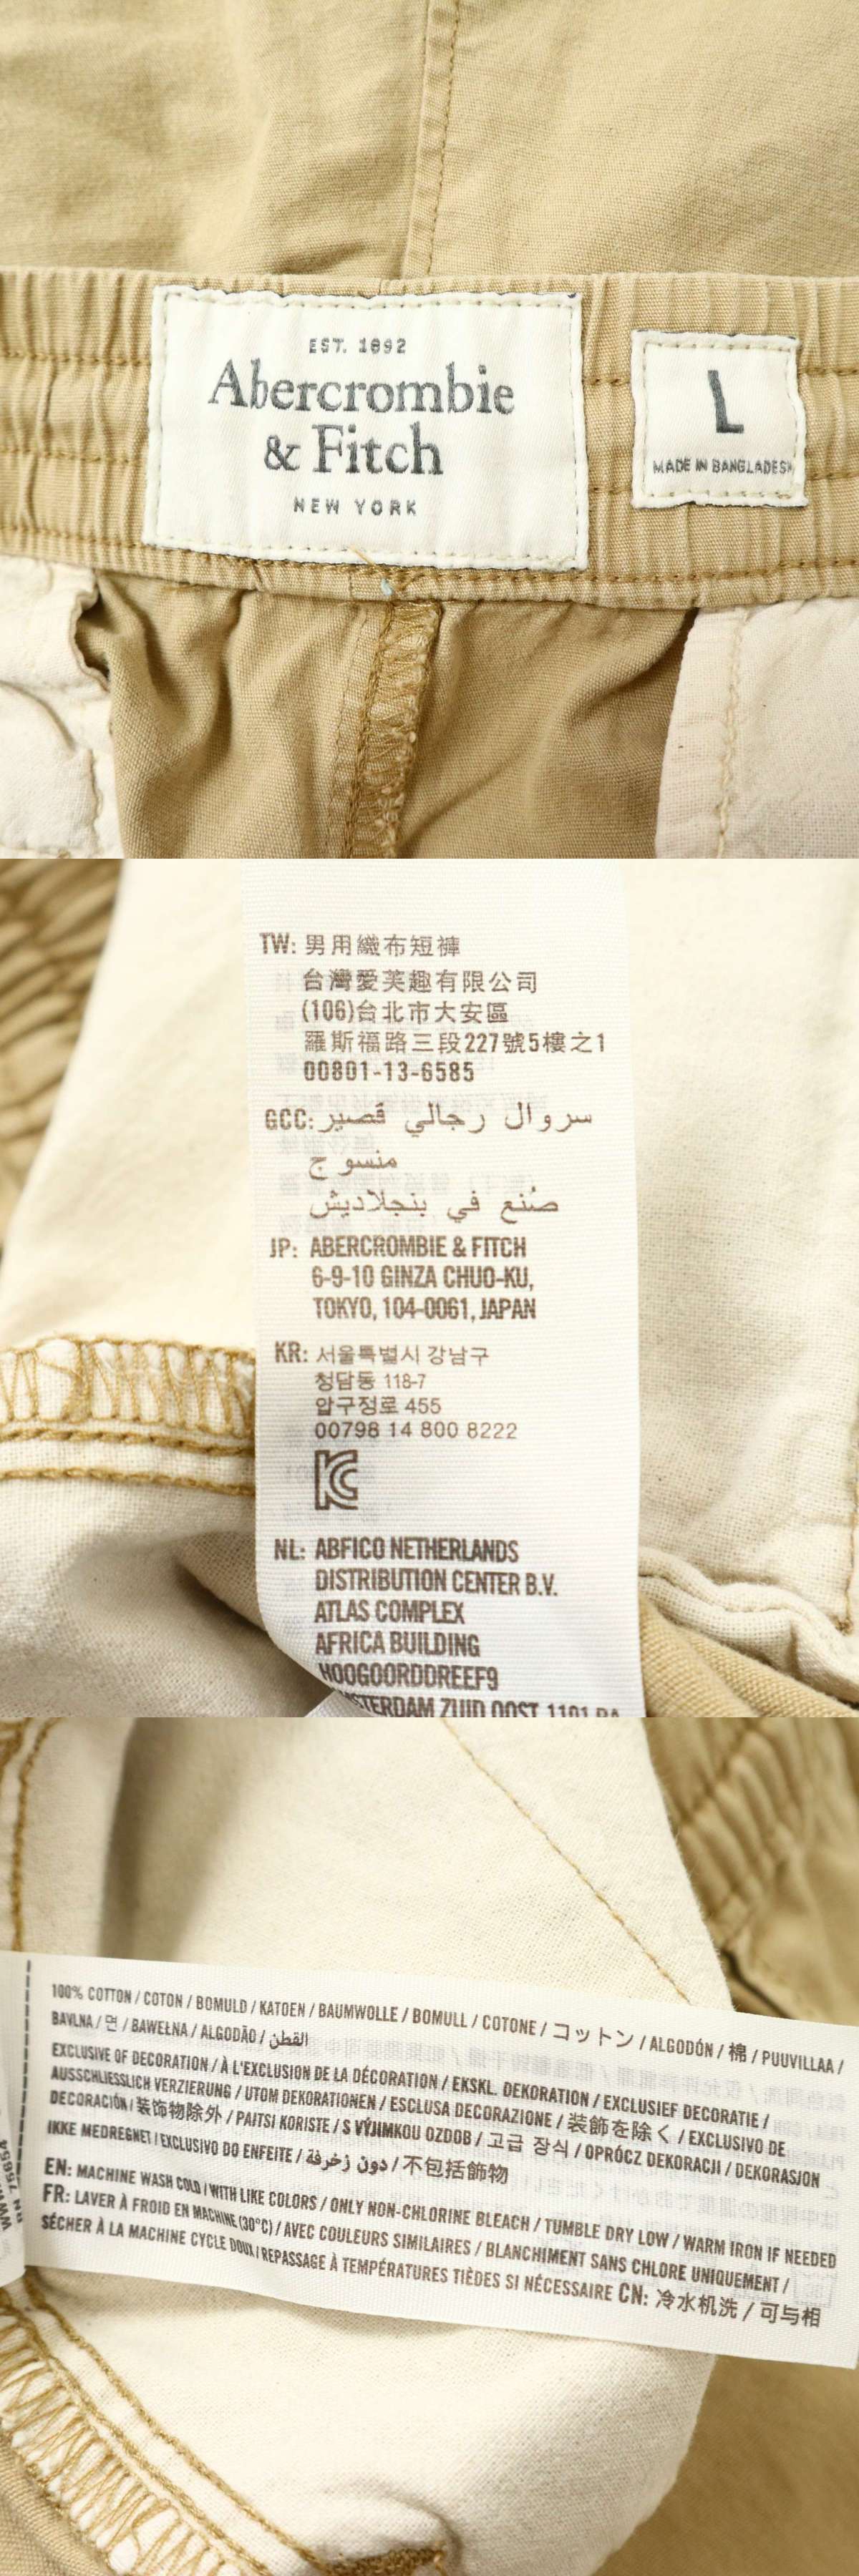 EST. 1892
Abercrombie
& Fitch
NEW YORK
L
MADE IN BANGLADESH
TW: 男用織布短褲
台灣愛芙趣有限公司
(106)台北市大安區
羅斯福路三段227號5樓之1
00801-13-6585
GCC: سروال رجالي قصير
منسوج
صُنع في بنجلاديش
JP: ABERCROMBIE & FITCH
6-9-10 GINZA CHUO-KU,
TOKYO, 104-0061, JAPAN
KR: 서울특별시 강남구
청담동 118-7
압구정로 455
00798 14 800 8222
KC
NL: ABFICO NETHERLANDS
DISTRIBUTION CENTER B.V.
ATLAS COMPLEX
AFRICA BUILDING
HOOGOORDDREEF9
ZUID OOST, 1101
100% COTTON / COTON / BOMULD / KATOEN / BAUMWOLLE / BOMULL / COTONE / コットン / ALGODÓN / 棉 / PUUVILLAA /
BAVLNA / 면 / BAWEŁNA / ALGODÃO / القطن
EXCLUSIVE OF DECORATION / À L'EXCLUSION DE LA DÉCORATION / EKSKL. DEKORATION / EXCLUSIEF DECORATIE /
AUSSCHLIESSLICH VERZIERUNG / UTOM DEKORATIONEN / ESCLUSA DECORAZIONE / 装飾を除く / EXCLUSIVO DE
DECORACIÓN / 装饰物除外 / PAITSI KORISTE / S VÝJIMKOU OZDOB / 고급 장식 / OPRÓCZ DEKORACJI / DEKORASJON
IKKE MEDREGNET / EXCLUSIVO DO ENFEITE / دون زخرفة / 不包括飾物
EN: MACHINE WASH COLD / WITH LIKE COLORS / ONLY NON-CHLORINE BLEACH / TUMBLE DRY LOW / WARM IRON IF NEEDED
FR: LAVER À FROID EN MACHINE (30°C) / AVEC COULEURS SIMILAIRES / BLANCHIMENT SANS CHLORE UNIQUEMENT /
SÉCHER À LA MACHINE CYCLE DOUX / REPASSAGE À TEMPÉRATURES TIÈDES SI NÉCESSAIRE CN: 冷水机洗 / 可与相